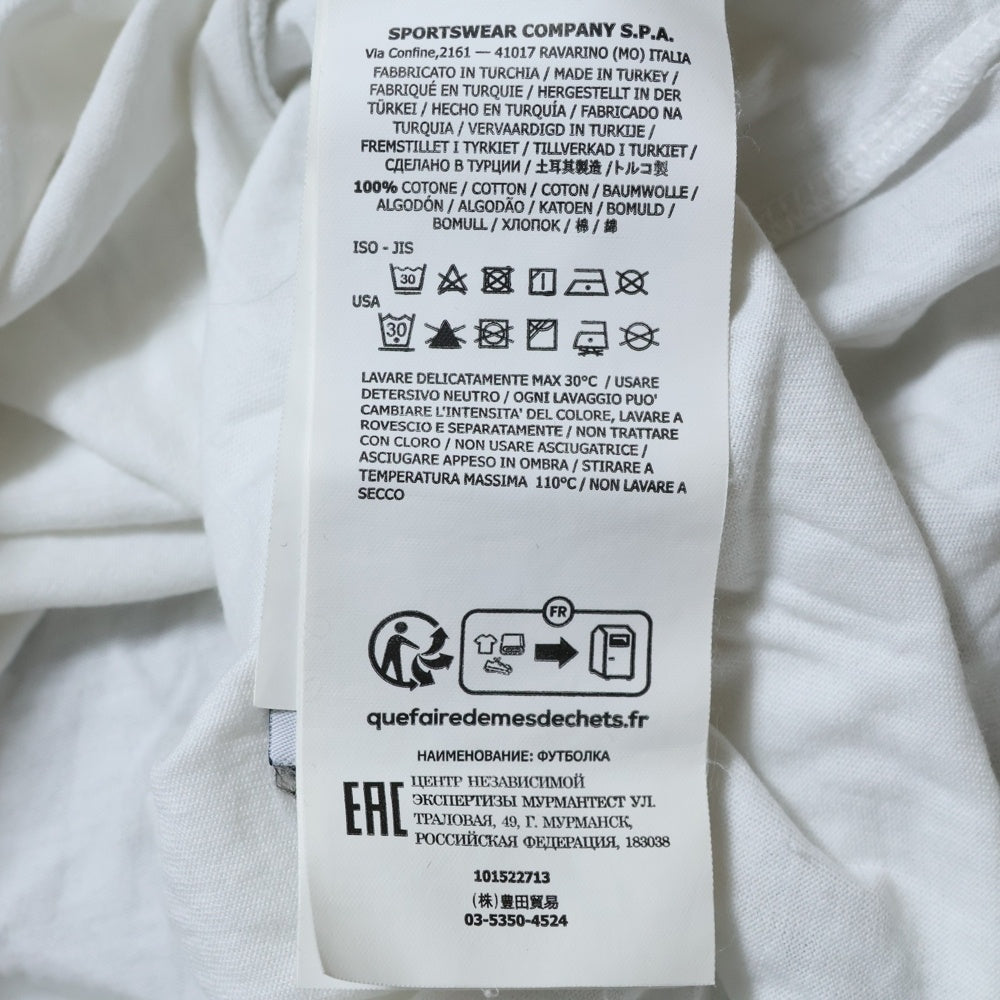 SPORTSWEAR COMPANY S.P.A.
Via Confine,2161 — 41017 RAVARINO (MO) ITALIA
FABBRICATO IN TURCHIA / MADE IN TURKEY /
FABRIQUÉ EN TURQUIE / HERGESTELLT IN DER
TÜRKEI / HECHO EN TURQUÍA / FABRICADO NA
TURQUIA / VERVAARDIGD IN TURKIJE /
FREMSTILLET I TYRKIET / TILLVERKAD I TURKIET /
СДЕЛАНО В ТУРЦИИ / 土耳其製造 /トルコ製
100% COTONE / COTTON / COTON / BAUMWOLLE /
ALGODÓN / ALGODÃO / KATOEN / BOMULD /
BOMULL / ХЛОПОК / 棉 / 綿
ISO - JIS
30
USA
30
LAVARE DELICATAMENTE MAX 30°C / USARE
DETERSIVO NEUTRO / OGNI LAVAGGIO PUO'
CAMBIARE L'INTENSITA' DEL COLORE, LAVARE A
ROVESCIO E SEPARATAMENTE / NON TRATTARE
CON CLORO / NON USARE ASCIUGATRICE /
ASCIUGARE APPESO IN OMBRA / STIRARE A
TEMPERATURA MASSIMA 110°C / NON LAVARE A
SECCO
FR
quefairedemesdechets.fr
НАИМЕНОВАНИЕ: ФУТБОЛКА
EAC
ЦЕНТР НЕЗАВИСИМОЙ
ЭКСПЕРТИЗЫ МУРМАНТЕСТ УЛ.
ТРАЛОВАЯ, 49, Г. МУРМАНСК,
РОССИЙСКАЯ ФЕДЕРАЦИЯ, 183038
101522713
(株)豊田貿易
03-5350-4524